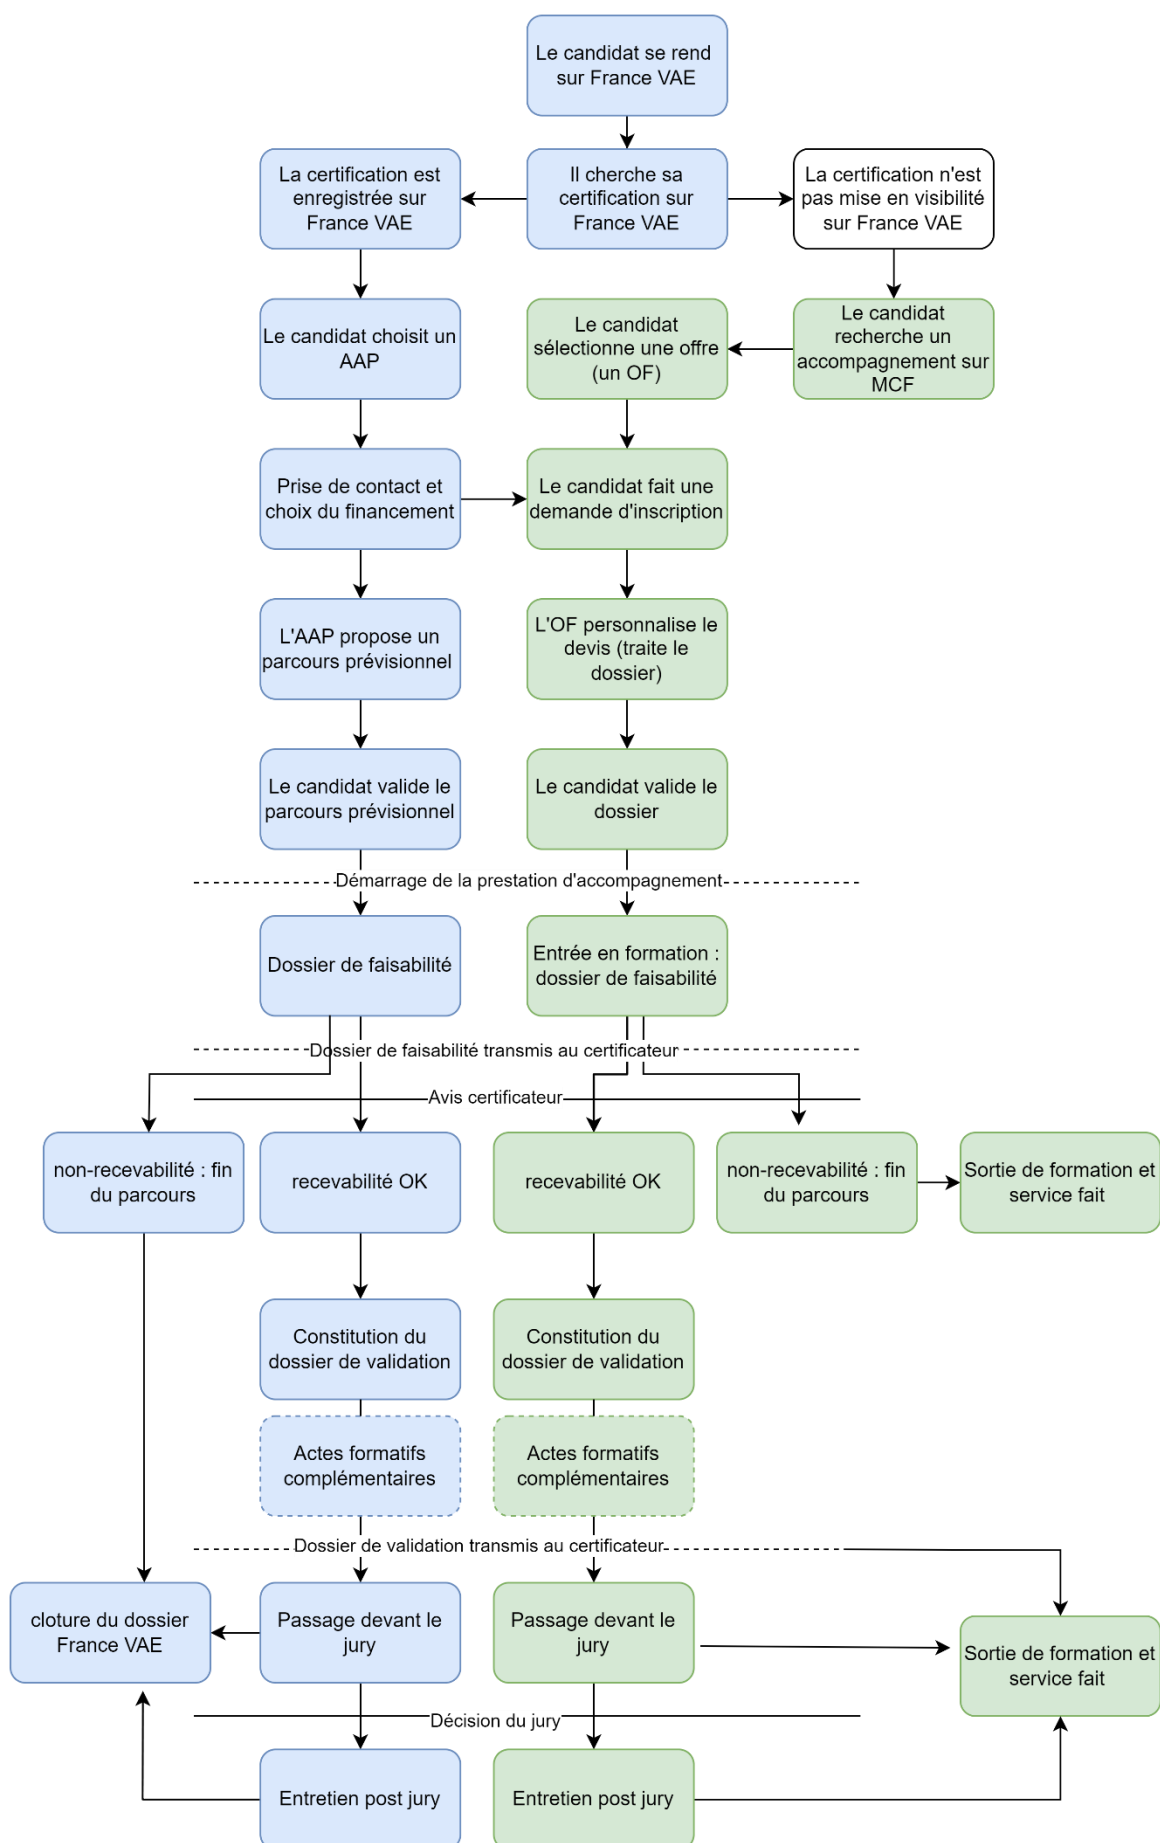 Le candidat se rend
sur France VAE
La certification est
enregistrée sur
France VAE
Il cherche sa
certification sur
France VAE
La certification n'est
pas mise en visibilité
sur France VAE
Le candidat choisit un
AAP
Le candidat
sélectionne une offre
(un OF)
Le candidat
recherche un
accompagnement sur
MCF
Prise de contact et
choix du financement
Le candidat fait une
demande d'inscription
L'AAP propose un
parcours prévisionnel
L'OF personnalise le
devis (traite le
dossier)
Le candidat valide le
parcours prévisionnel
Le candidat valide le
dossier
Démarrage de la prestation d'accompagnement
Dossier de faisabilité
Entrée en formation :
dossier de faisabilité
Dossier de faisabilité transmis au certificateur
Avis certificateur
non-recevabilité : fin
du parcours
recevabilité OK
recevabilité OK
non-recevabilité : fin
du parcours
Sortie de formation et
service fait
Constitution du
dossier de validation
Constitution du
dossier de validation
Actes formatifs
complémentaires
Actes formatifs
complémentaires
Dossier de validation transmis au certificateur
cloture du dossier
France VAE
Passage devant le
jury
Passage devant le
jury
Sortie de formation et
service fait
Décision du jury
Entretien post jury
Entretien post jury